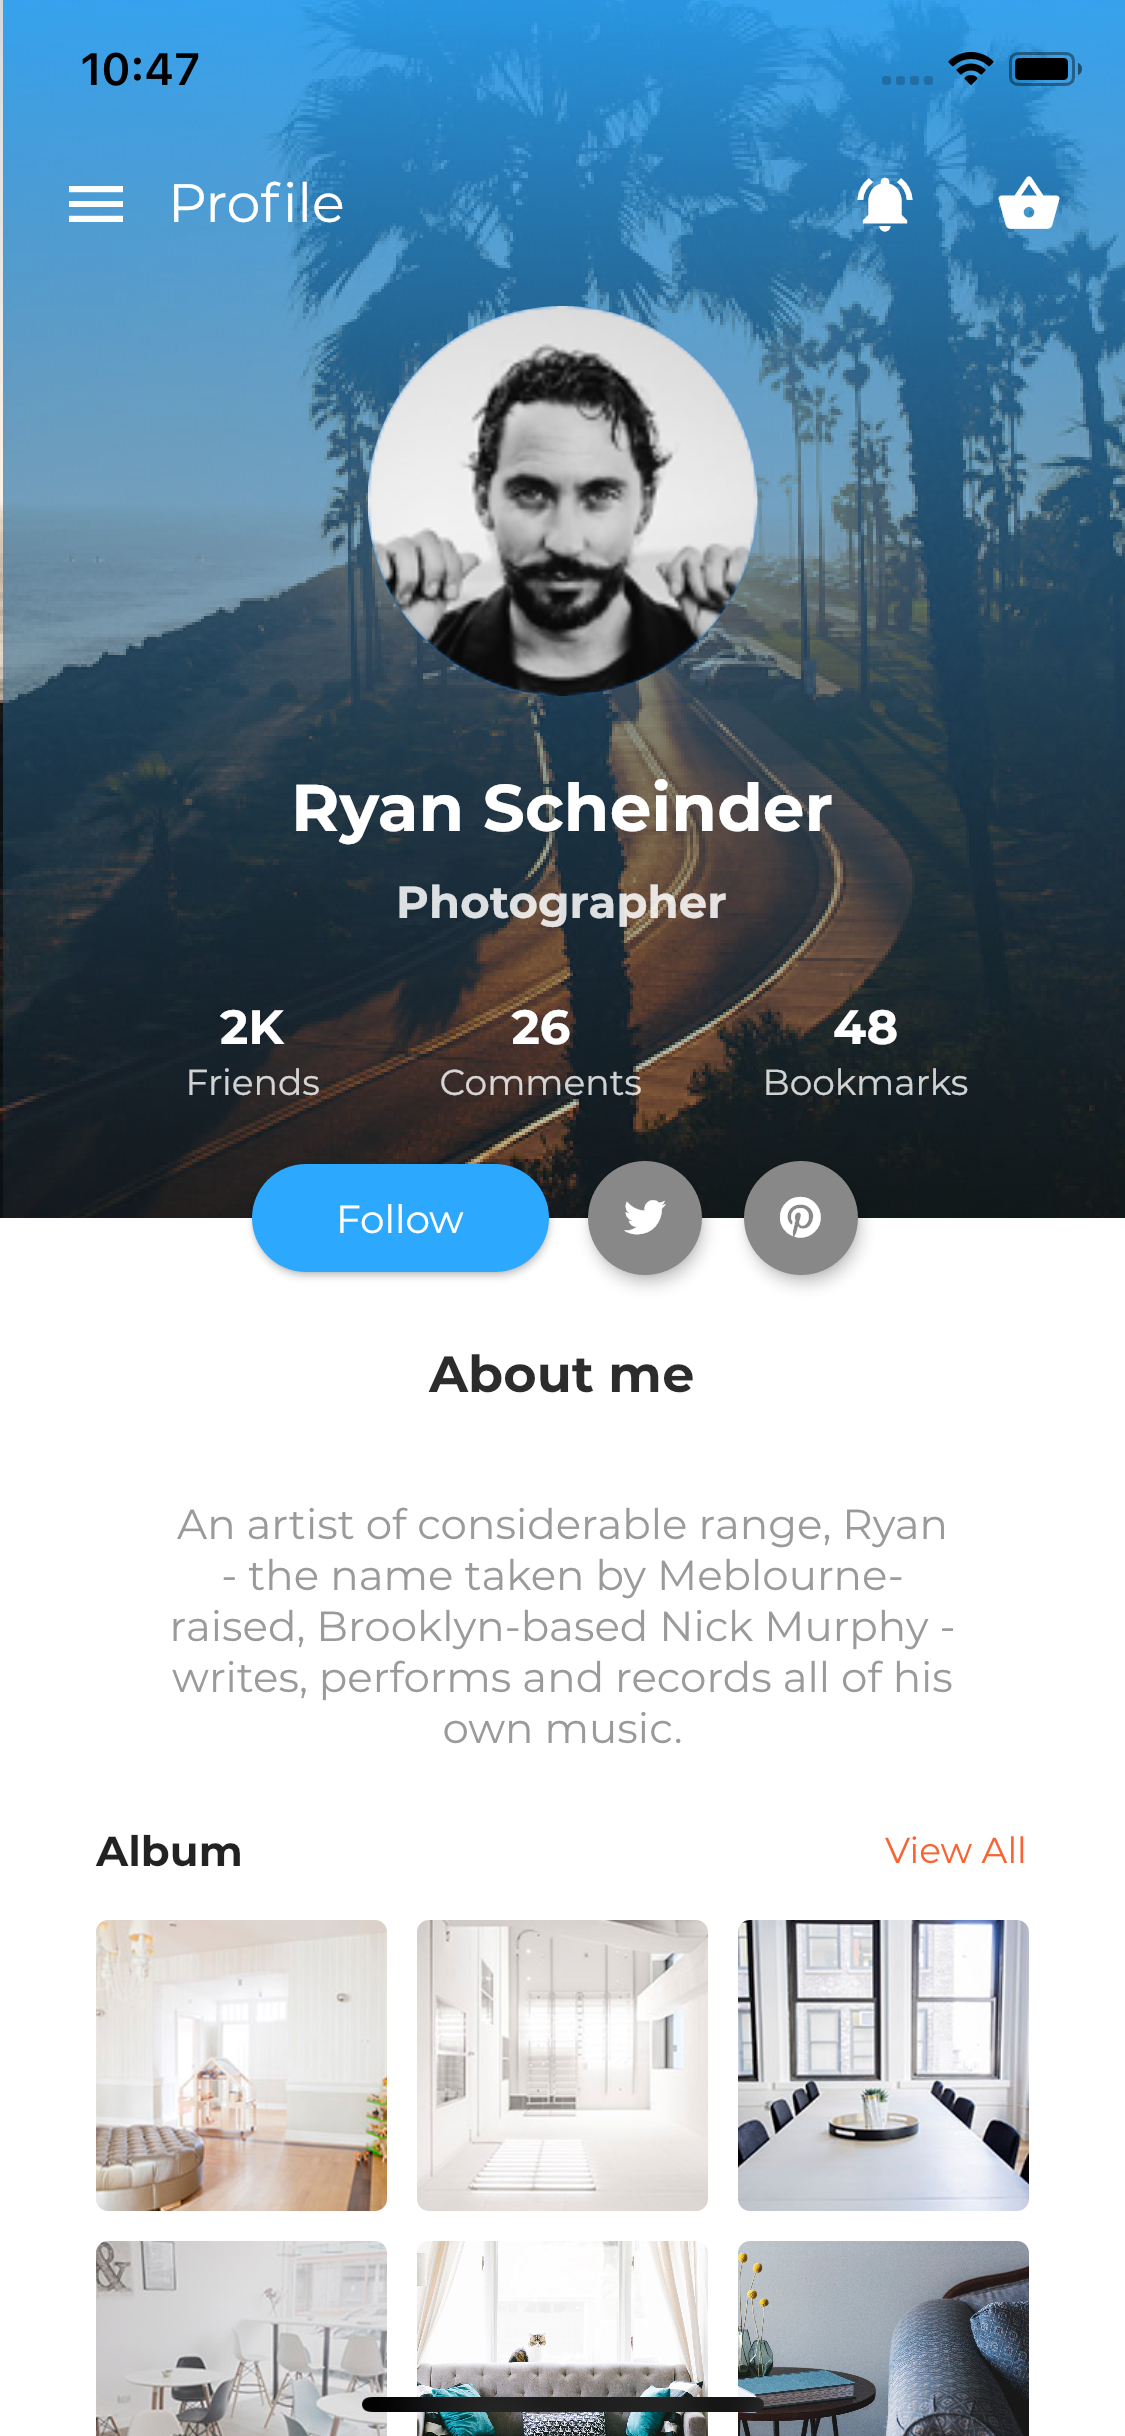 10:47
Profile
Ryan Scheinder
Photographer
2K 26 48
Friends Comments Bookmarks
Follow
About me
An artist of considerable range, Ryan
- the name taken by Meblourne-
raised, Brooklyn-based Nick Murphy -
writes, performs and records all of his
own music.
Album View All
&